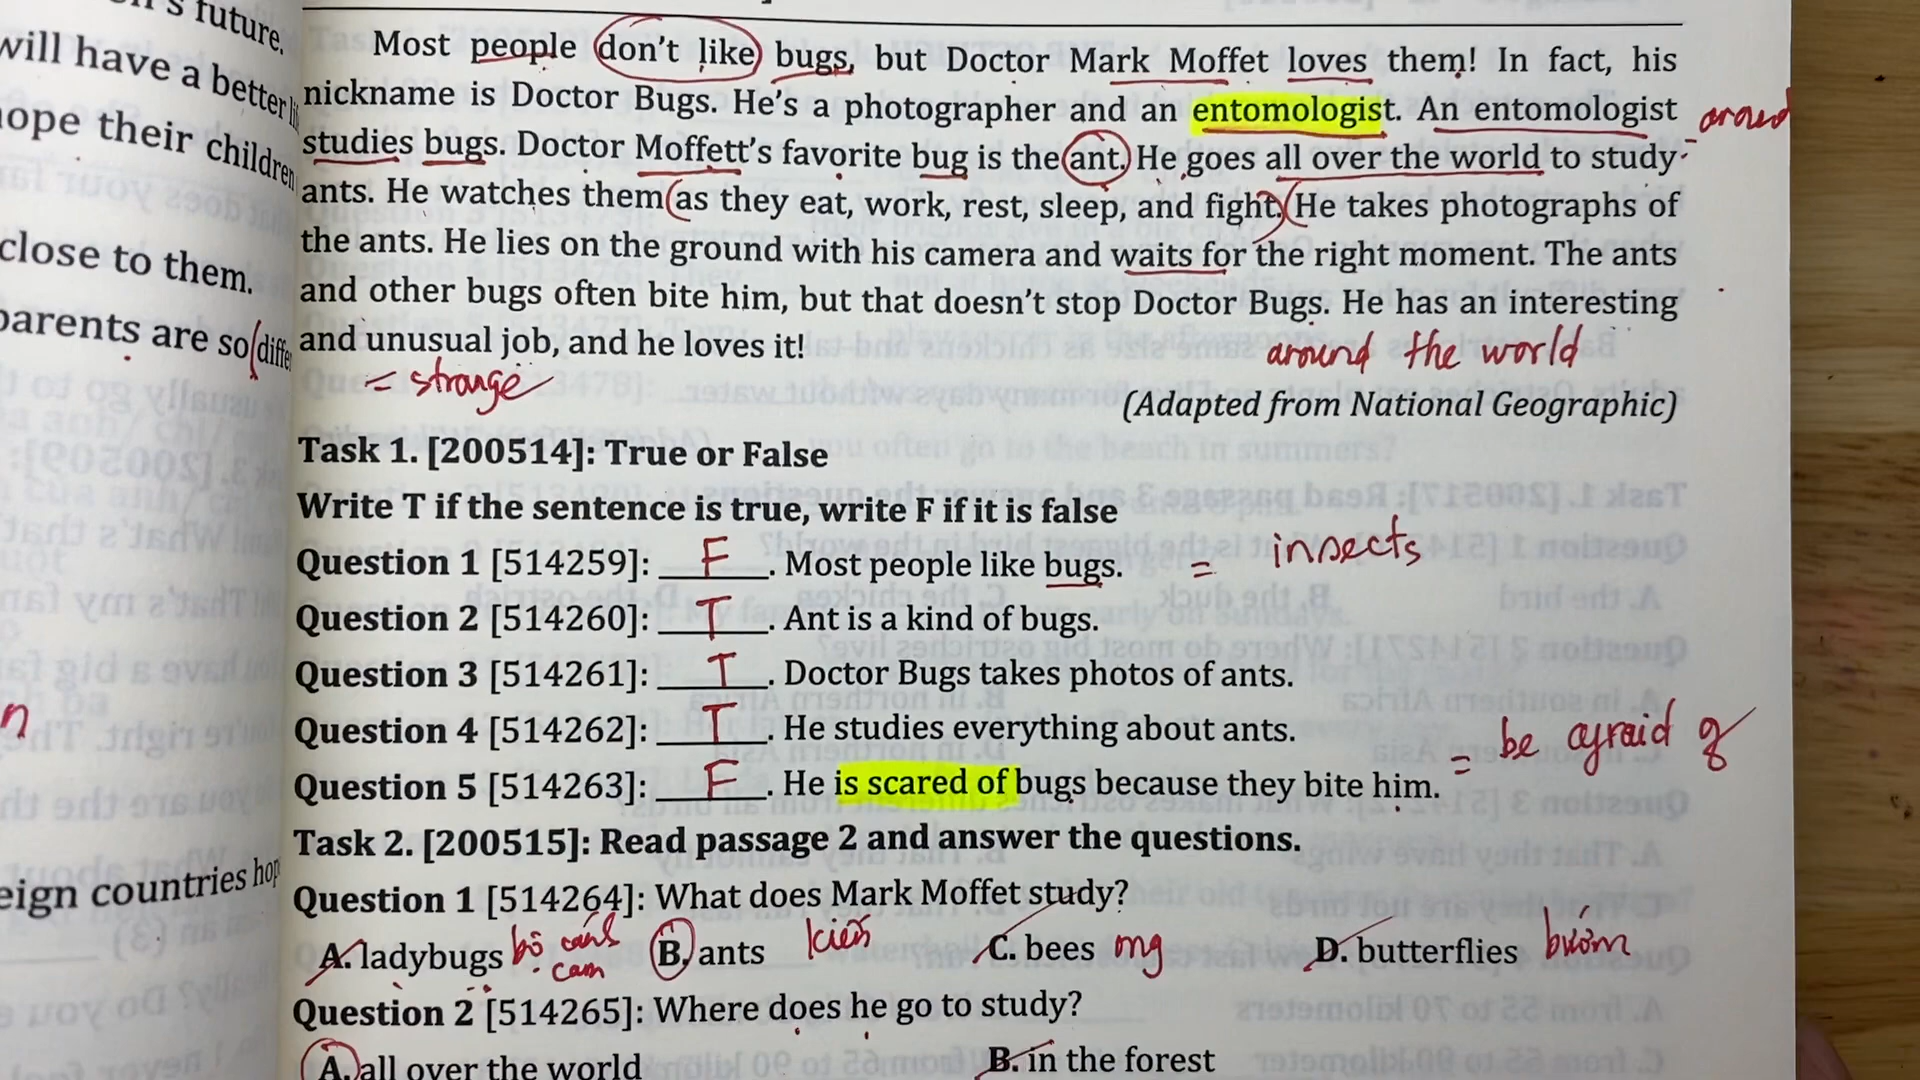 's future,
will have a better
hope their children
close to them.
parents are so diffe
n
eign countries hop
Most people don't like bugs, but Doctor Mark Moffet loves them! In fact, his
nickname is Doctor Bugs. He's a photographer and an entomologist. An entomologist
around
studies bugs. Doctor Moffett's favorite bug is the ant. He goes all over the world to study
ants. He watches them as they eat, work, rest, sleep, and fight. He takes photographs of
the ants. He lies on the ground with his camera and waits for the right moment. The ants
and other bugs often bite him, but that doesn't stop Doctor Bugs. He has an interesting
and unusual job, and he loves it!
around the world
= strange
(Adapted from National Geographic)
Task 1. [200514]: True or False
Write T if the sentence is true, write F if it is false
Question 1 [514259]: F. Most people like bugs. = insects
Question 2 [514260]: T. Ant is a kind of bugs.
Question 3 [514261]: T. Doctor Bugs takes photos of ants.
Question 4 [514262]: T. He studies everything about ants.
Question 5 [514263]: F. He is scared of bugs because they bite him. = be afraid of
Task 2. [200515]: Read passage 2 and answer the questions.
Question 1 [514264]: What does Mark Moffet study?
A. ladybugs bọ cánh cam B. ants kiến C. bees ong D. butterflies bướm
Question 2 [514265]: Where does he go to study?
A. all over the world B. in the forest